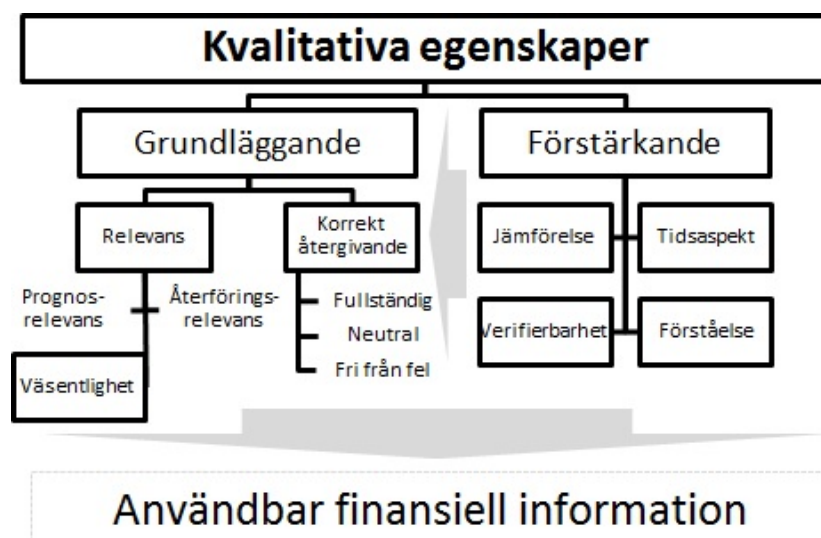 Kvalitativa egenskaper
Grundläggande
Förstärkande
Relevans
Korrekt
återgivande
Jämförelse
Tidsaspekt
Prognos-
relevans
Återförings-
relevans
Fullständig
Neutral
Fri från fel
Verifierbarhet
Förståelse
Väsentlighet
Användbar finansiell information